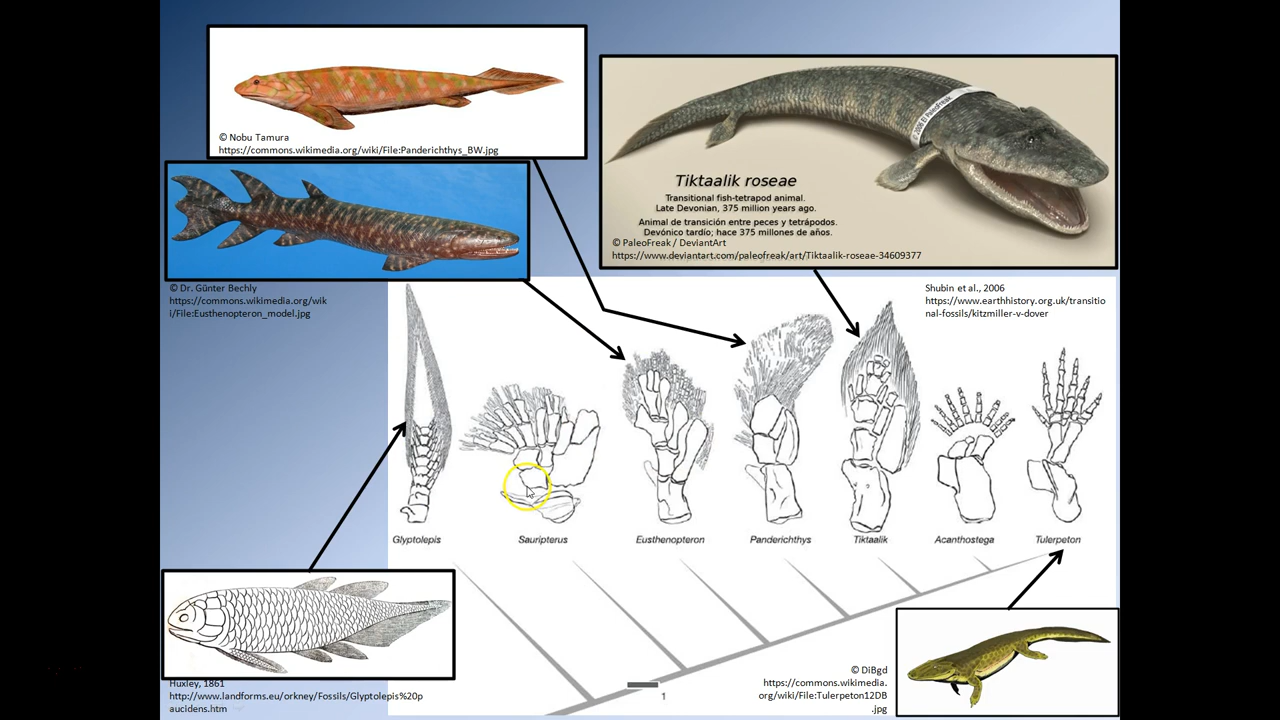 © Nobu Tamura
https://commons.wikimedia.org/wiki/File:Panderichthys_BW.jpg
© 2006 El PaleoFreak
Tiktaalik roseae
Transitional fish-tetrapod animal.
Late Devonian, 375 million years ago.
Animal de transición entre peces y tetrápodos.
Devónico tardío; hace 375 millones de años.
© PaleoFreak / DeviantArt
https://www.deviantart.com/paleofreak/art/Tiktaalik-roseae-34609377
© Dr. Günter Bechly
https://commons.wikimedia.org/wik
i/File:Eusthenopteron_model.jpg
Shubin et al., 2006
https://www.earthhistory.org.uk/transitio
nal-fossils/kitzmiller-v-dover
Glyptolepis
Sauripterus
Eusthenopteron
Panderichthys
Tiktaalik
Acanthostega
Tulerpeton
Huxley, 1861
http://www.landforms.eu/orkney/Fossils/Glyptolepis%20p
aucidens.htm
1
© DiBgd
https://commons.wikimedia.
org/wiki/File:Tulerpeton12DB
.jpg